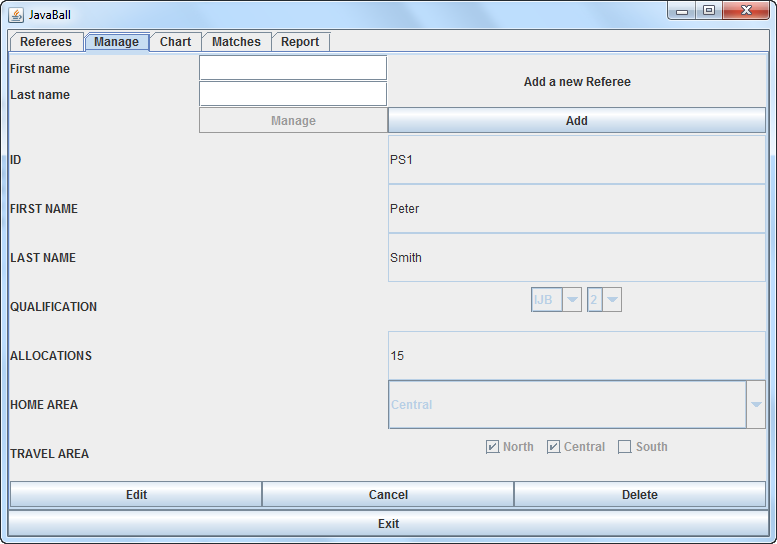 JavaBall
Referees Manage Chart Matches Report
First name
Add a new Referee
Last name
Manage Add
ID PS1
FIRST NAME Peter
LAST NAME Smith
QUALIFICATION IJB 2
ALLOCATIONS 15
HOME AREA Central
TRAVEL AREA North Central South
Edit Cancel Delete
Exit